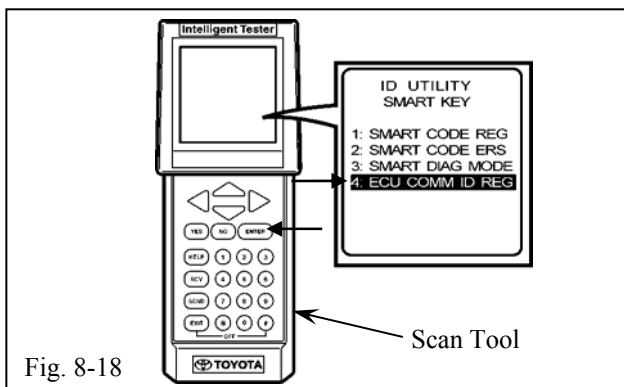 Intelligent Tester
ID UTILITY
SMART KEY
1: SMART CODE REG
2: SMART CODE ERS
3: SMART DIAG MODE
4: ECU COMM ID REG
YES NO ENTER
HELP 1 2 3
RCV 4 5 6
SEND 7 8 9
EXIT * 0 #
OFF
TOYOTA
Scan Tool
Fig. 8-18